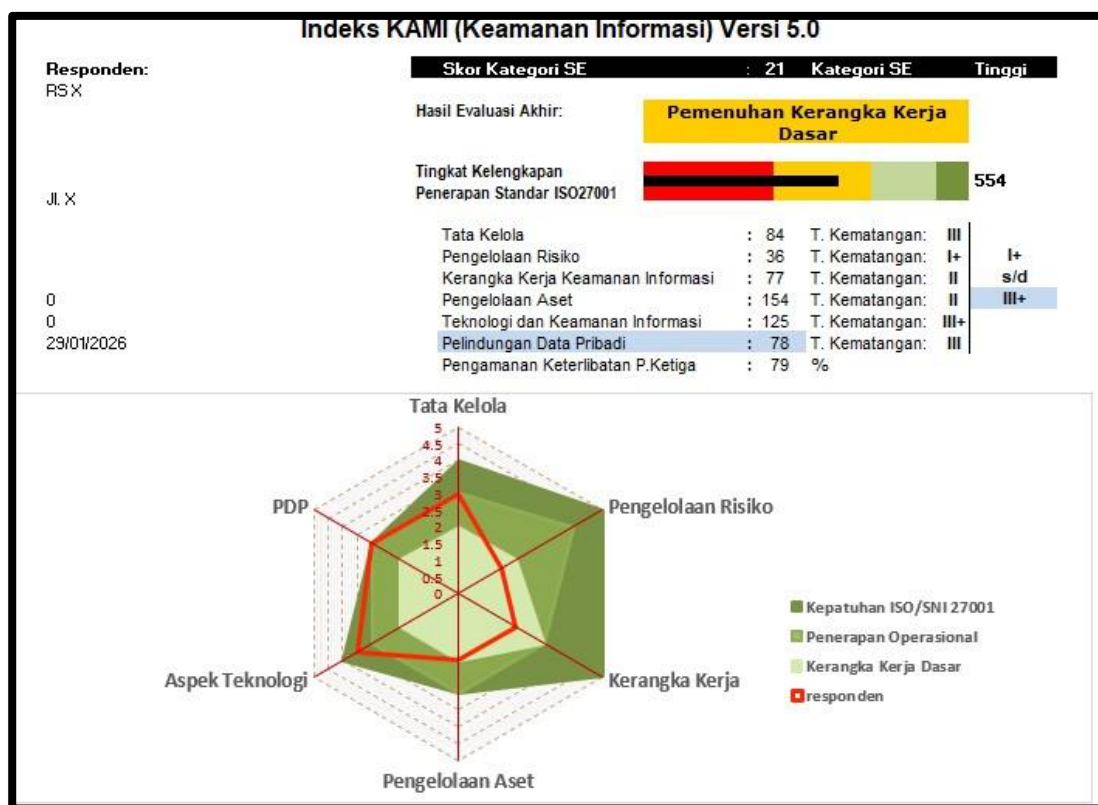 Indeks KAMI (Keamanan Informasi) Versi 5.0
Responden:
RS X
Jl. X
0
0
29/01/2026
Skor Kategori SE : 21 Kategori SE Tinggi
Hasil Evaluasi Akhir:
Pemenuhan Kerangka Kerja
Dasar
Tingkat Kelengkapan
Penerapan Standar ISO27001
554
Tata Kelola : 84 T. Kematangan: III
Pengelolaan Risiko : 36 T. Kematangan: I+ I+
Kerangka Kerja Keamanan Informasi : 77 T. Kematangan: II s/d
Pengelolaan Aset : 154 T. Kematangan: II III+
Teknologi dan Keamanan Informasi : 125 T. Kematangan: III+
Pelindungan Data Pribadi : 78 T. Kematangan: III
Pengamanan Keterlibatan P.Ketiga : 79 %
Tata Kelola
5
4.5
4
3.5
3
2.5
2
1.5
1
0.5
0
PDP
Pengelolaan Risiko
Aspek Teknologi
Kerangka Kerja
Pengelolaan Aset
Kepatuhan ISO/SNI 27001
Penerapan Operasional
Kerangka Kerja Dasar
responden